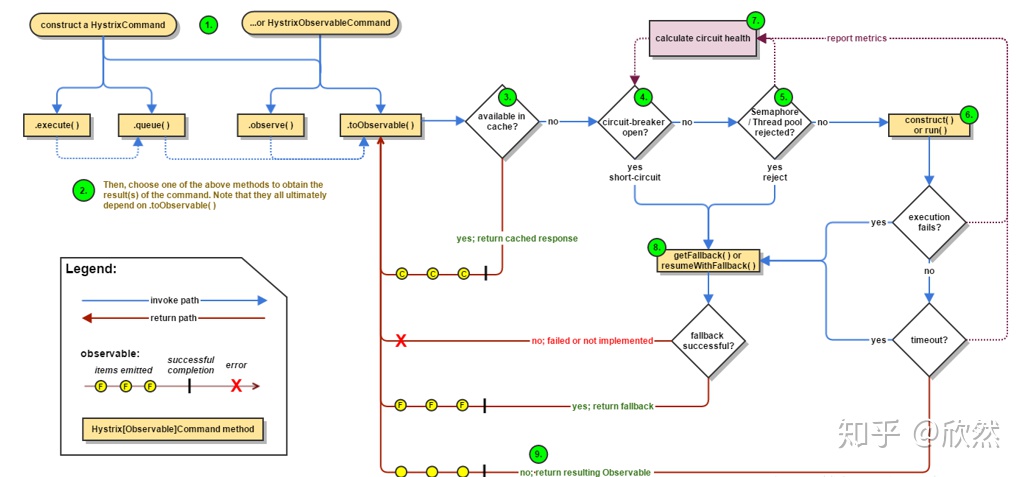 construct a HystrixCommand
1.
...or HystrixObservableCommand
7.
calculate circuit health
report metrics
.execute( )
.queue( )
.observe( )
.toObservable( )
3.
available in
cache?
no
4.
circuit-breaker
open?
no
5.
Semaphore
/ Thread pool
rejected?
no
6.
construct( )
or run( )
yes
short-circuit
yes
reject
2.
Then, choose one of the above methods to obtain the
result(s) of the command. Note that they all ultimately
depend on .toObservable( )
yes
execution
fails?
yes; return cached response
8.
getFallback( ) or
resumeWithFallback( )
no
C C C
Legend:
invoke path
return path
observable:
items emitted
successful
completion
error
F F F
X
Hystrix[Observable]Command method
X
no; failed or not implemented
fallback
successful?
yes
timeout?
F F F
yes; return fallback
9.
no; return resulting Observable
知乎 @欣然